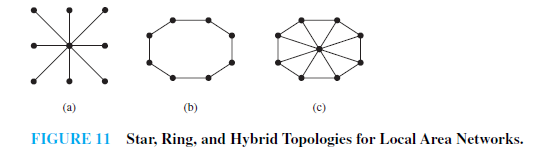 (a) (b) (c)
FIGURE 11 Star, Ring, and Hybrid Topologies for Local Area Networks.